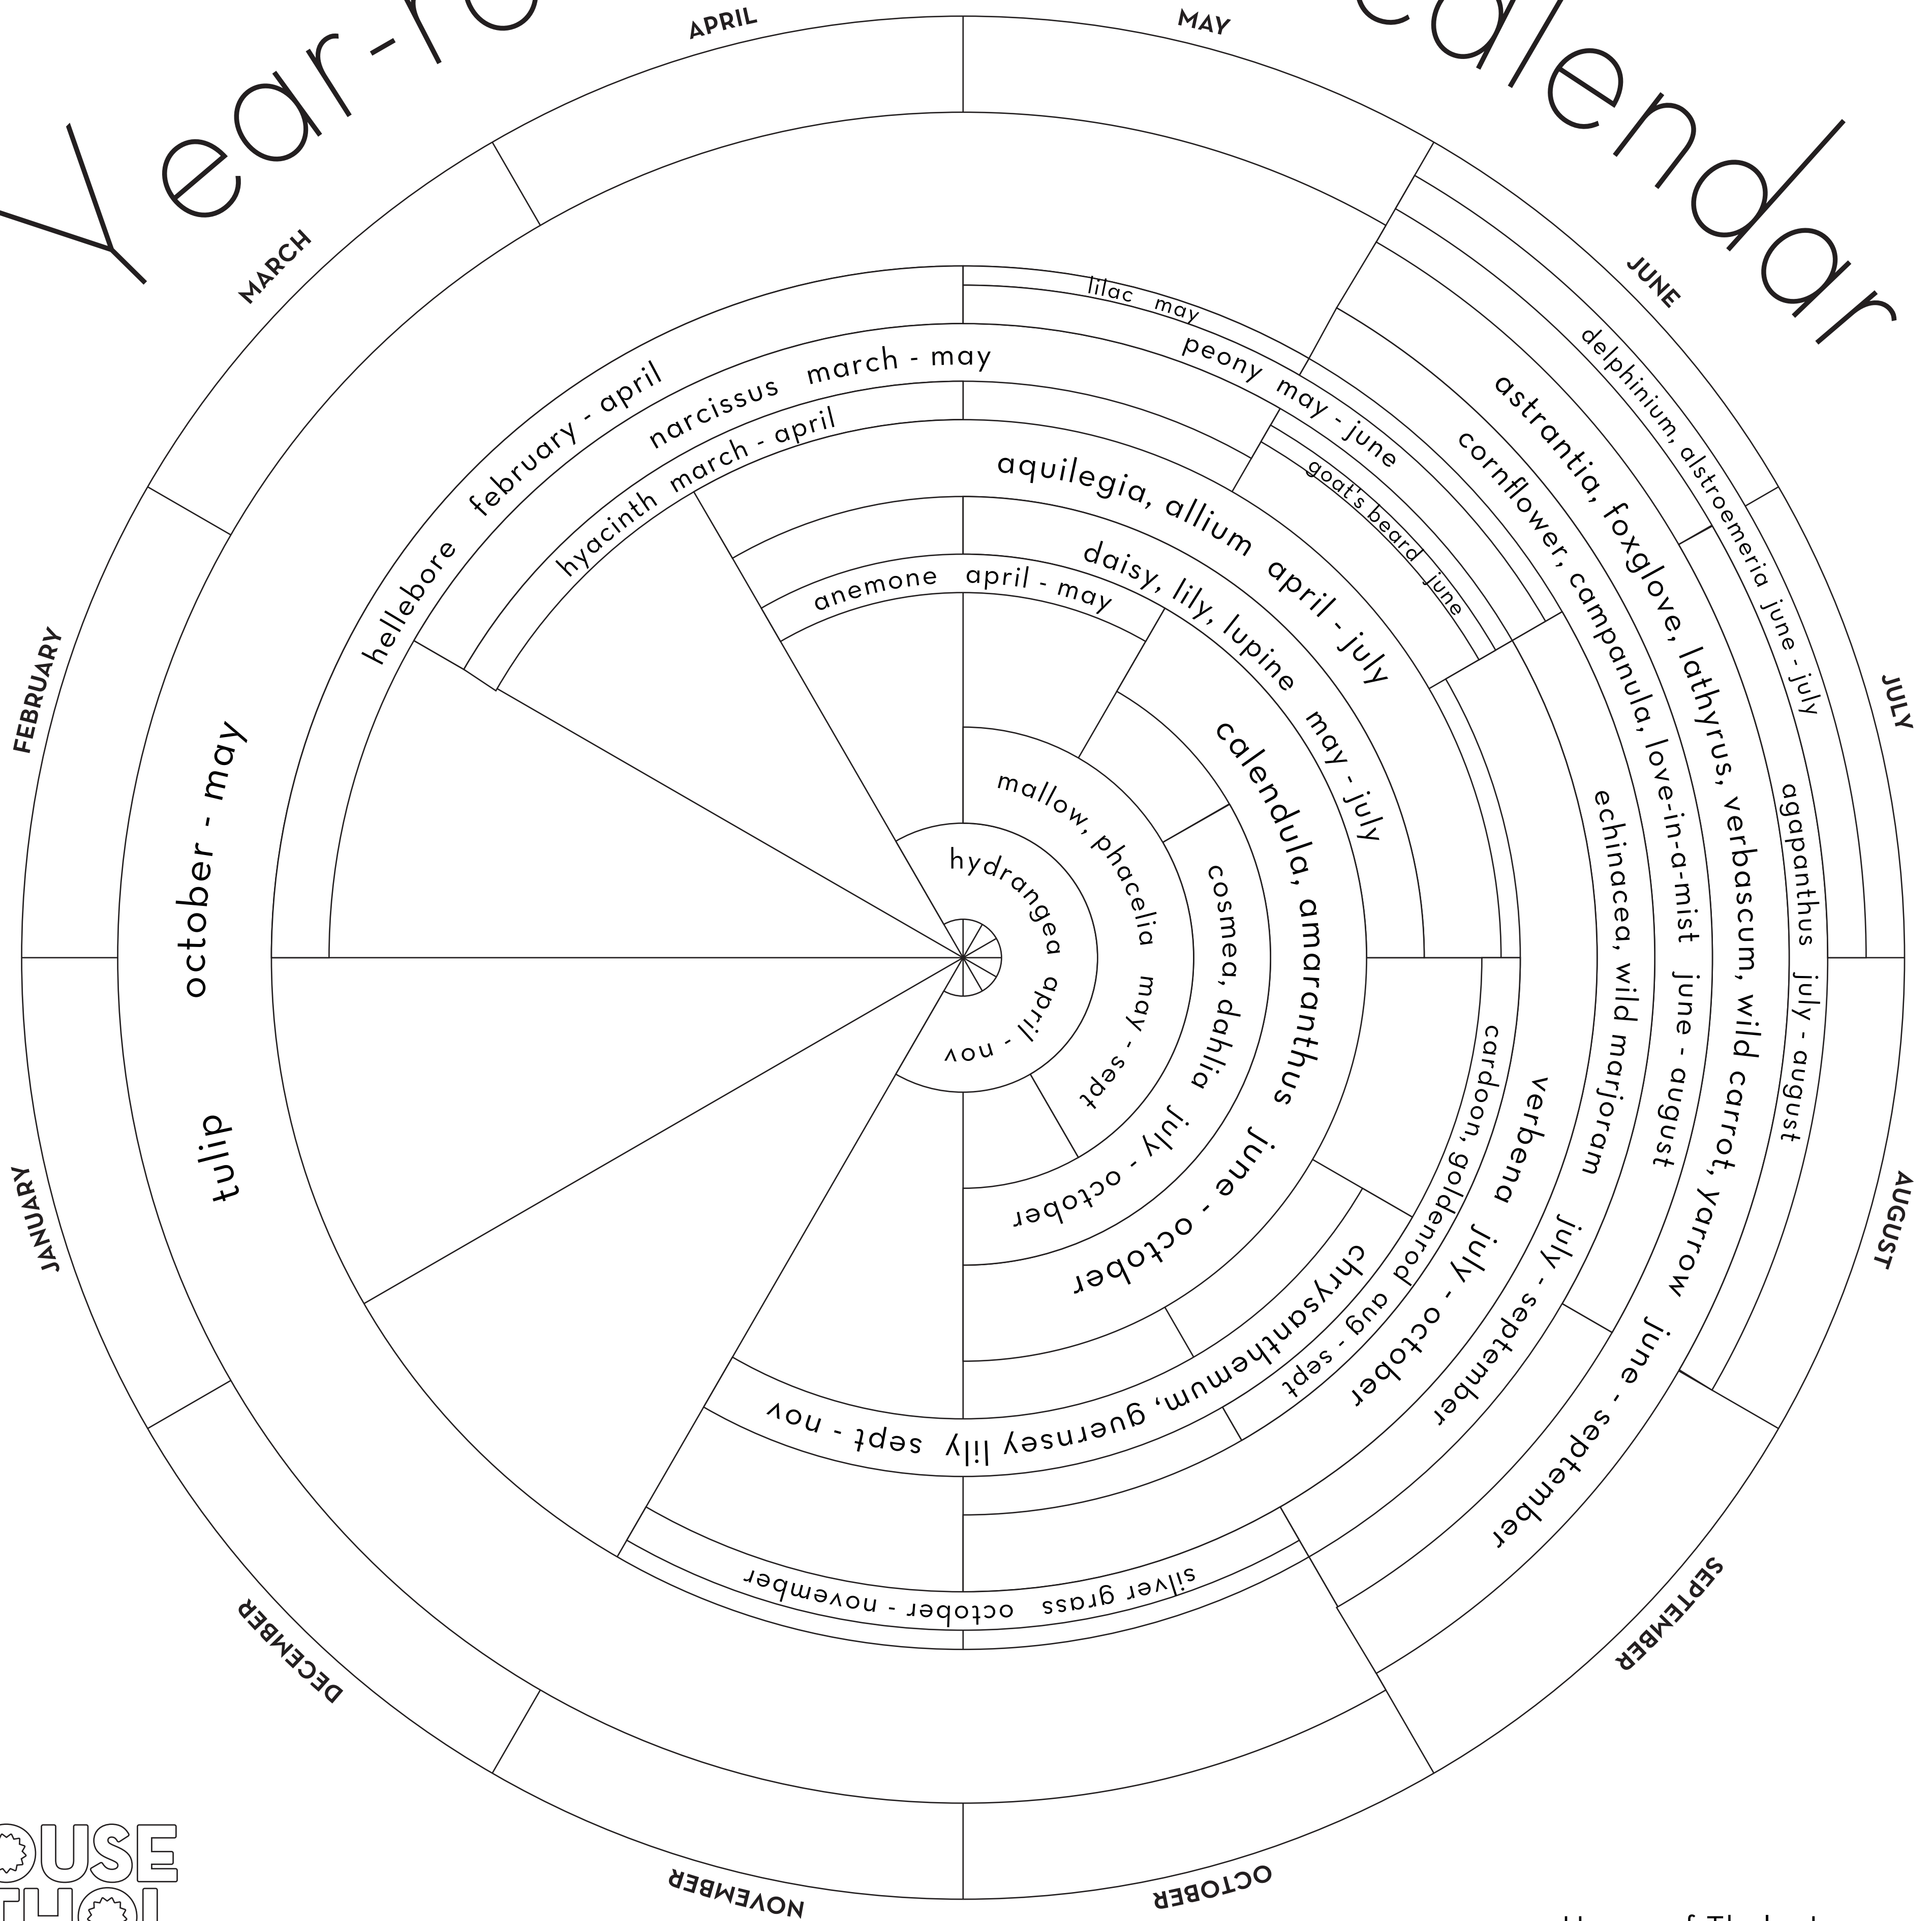 Year-ro
calendar
JANUARY
FEBRUARY
MARCH
APRIL
MAY
JUNE
JULY
AUGUST
SEPTEMBER
OCTOBER
NOVEMBER
DECEMBER
tulip october - may
hellebore february - april
narcissus march - may
hyacinth march - april
lilac may
peony may - june
aquilegia, allium april - july
anemone april - may
daisy, lily, lupine may - july
goat's beard june
delphinium, alstroemeria june - july
astrantia, foxglove, lathyrus, verbascum, wild carrot, yarrow june - september
cornflower, campanula, love-in-a-mist june - august
agapanthus july - august
echinacea, wild marjoram july - september
verbena july - october
cardoon, goldenrod aug - sept
chrysanthemum, guernsey lily sept - nov
silver grass october - november
calendula, amaranthus june - october
cosmea, dahlia july - october
mallow, phacelia may - sept
hydrangea april - nov
OUSE